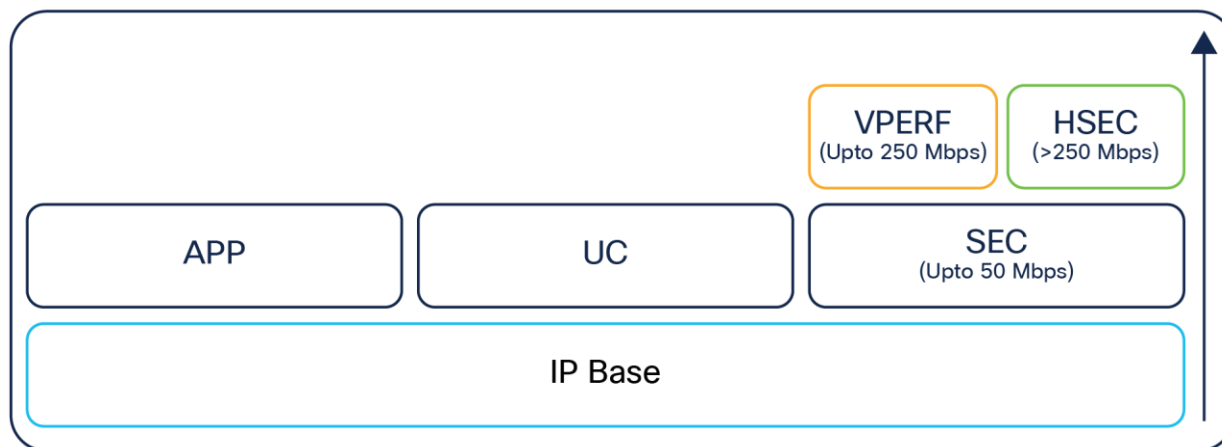 VPERF
(Upto 250 Mbps)
HSEC
(>250 Mbps)
APP
UC
SEC
(Upto 50 Mbps)
IP Base